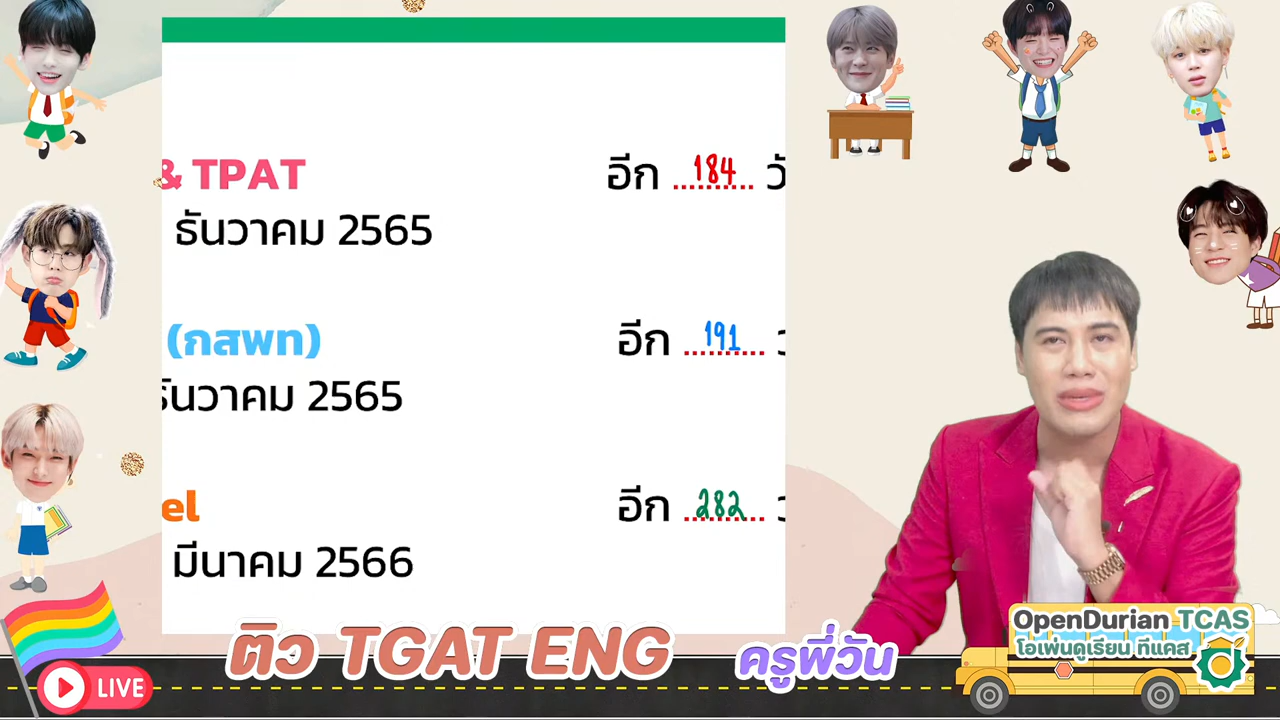 & TPAT
อีก 184 วั
ธันวาคม 2565
(กสพท)
อีก 191 ว
ธันวาคม 2565
el
อีก 282 ว
มีนาคม 2566
ติว TGAT ENG
ครูพี่วัน
LIVE
OpenDurian TCAS
โอเพ่นดูเรียน ทีแคส